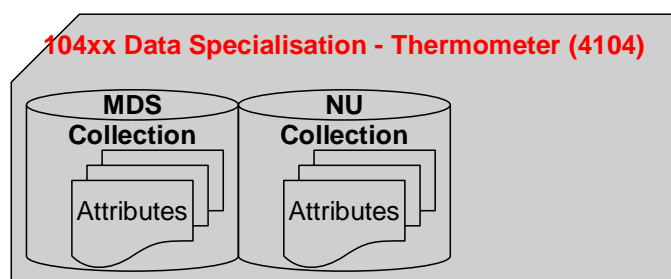 104xx Data Specialisation - Thermometer (4104)
MDS NU
Collection Collection
Attributes Attributes